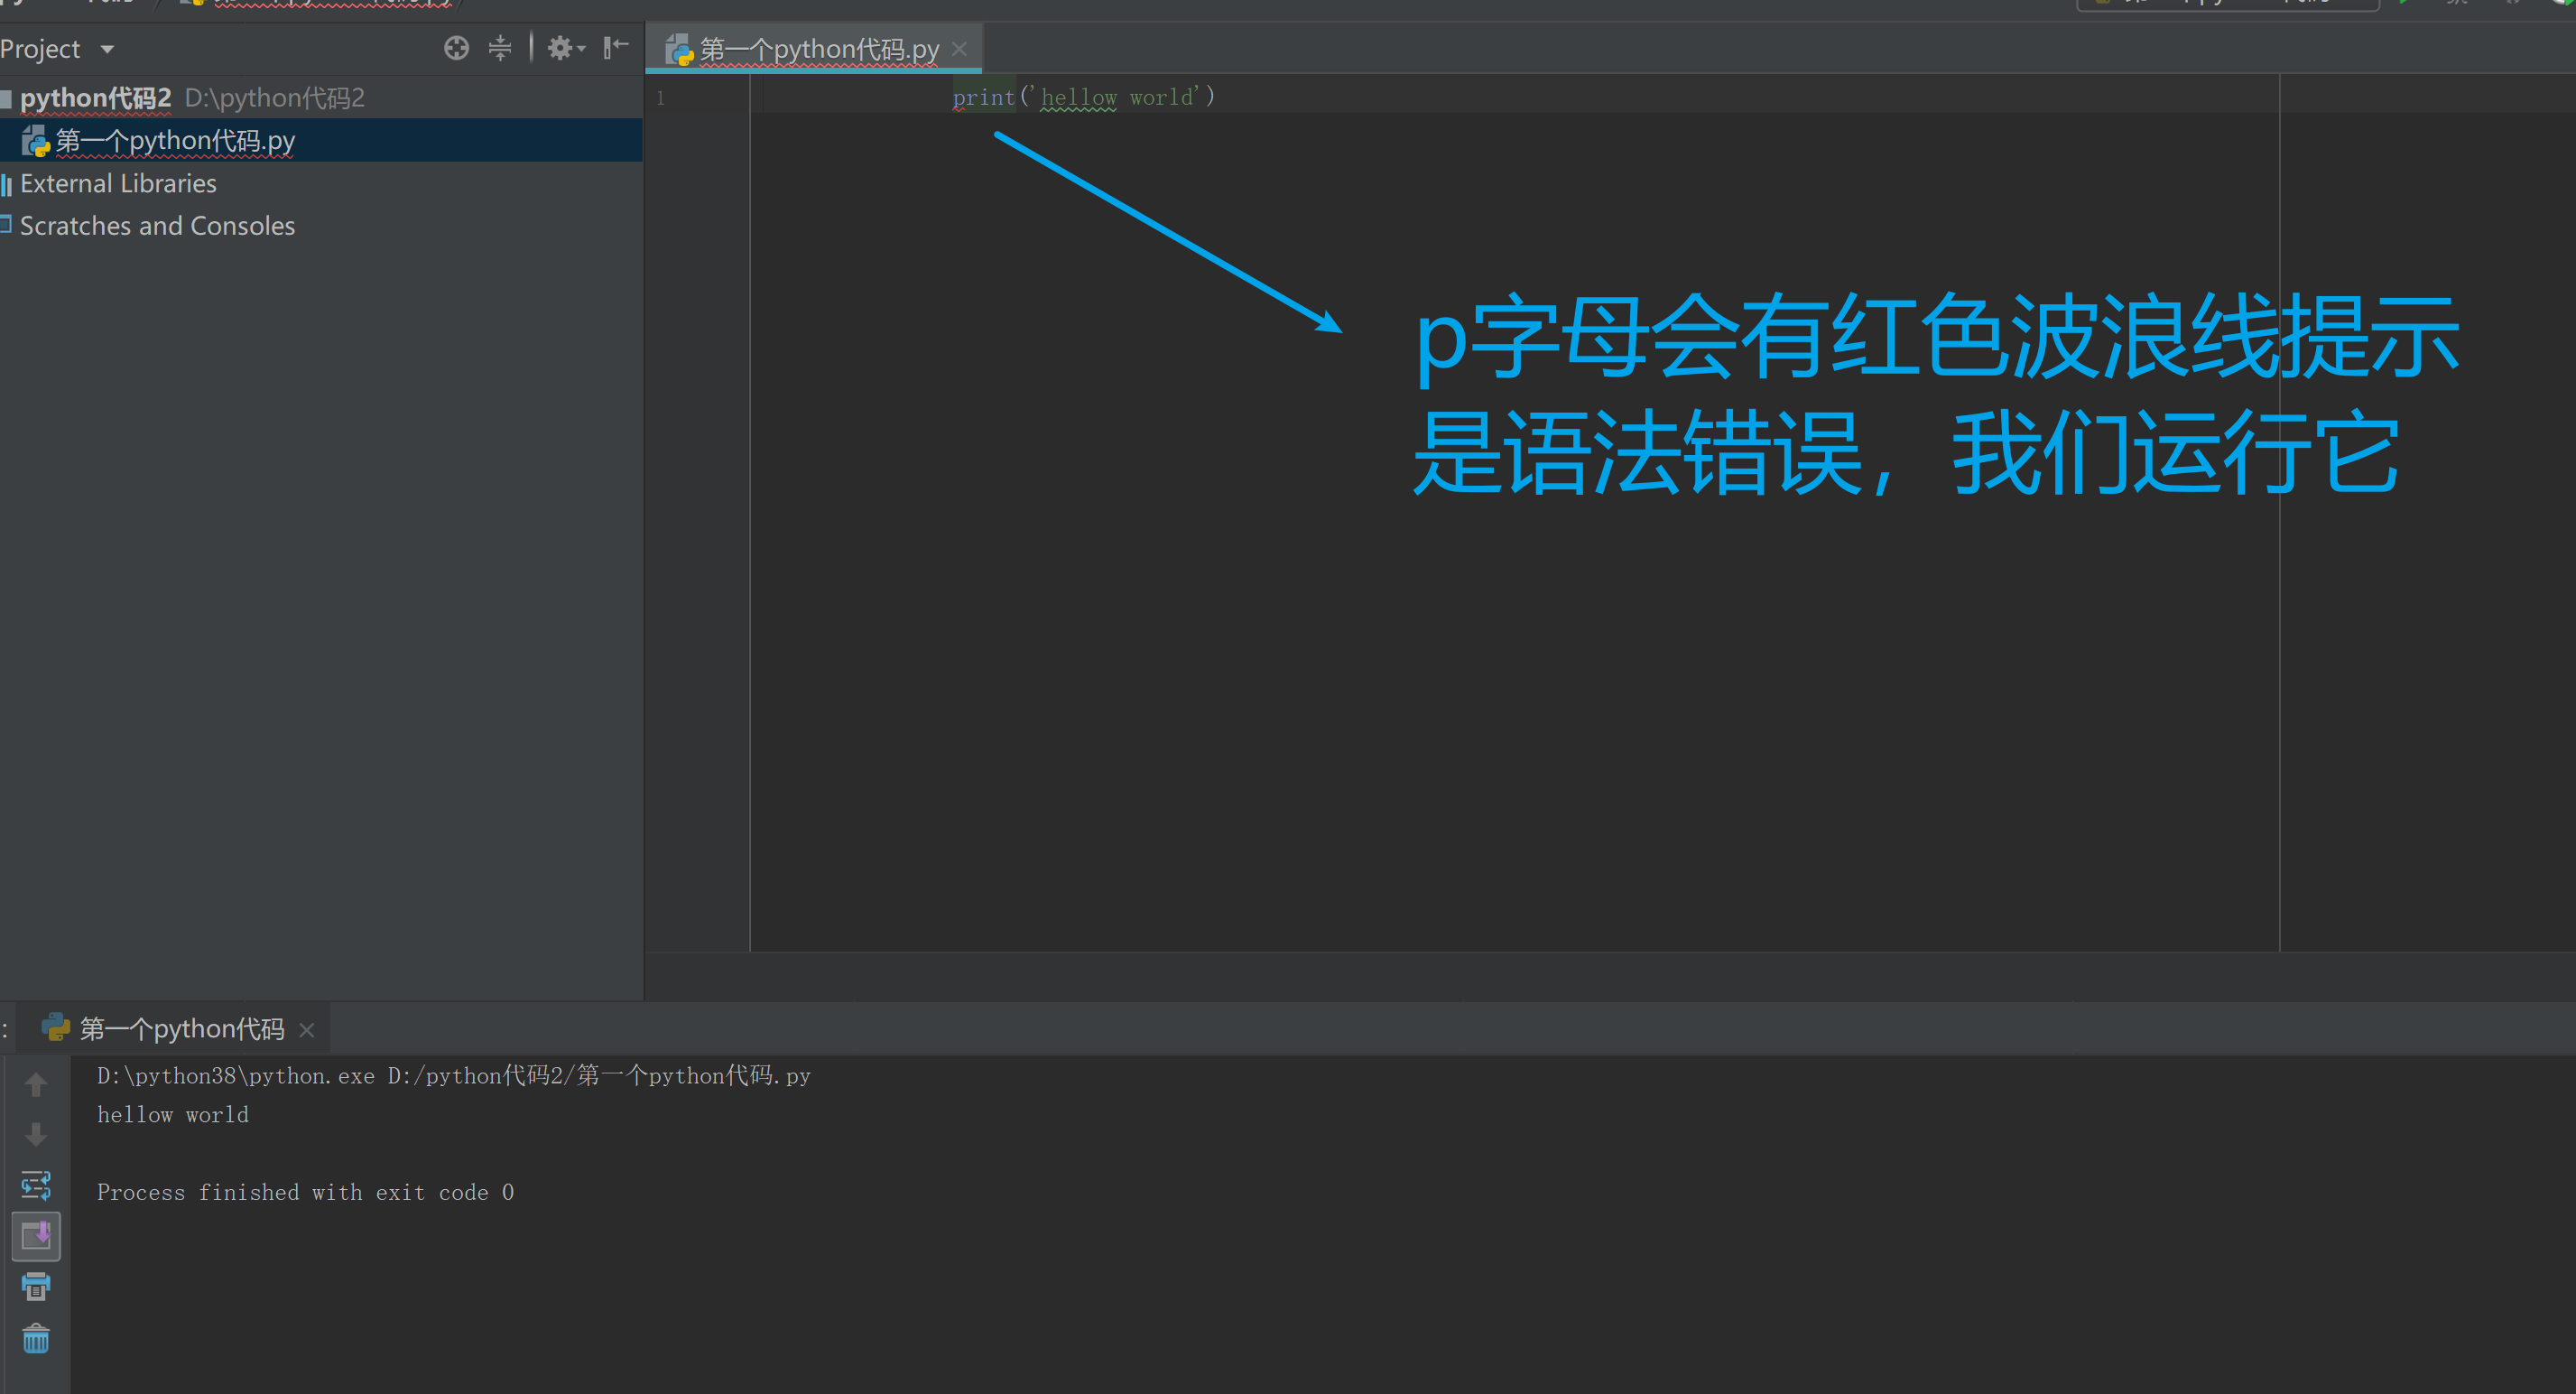 Project
第一个python代码.py
python代码2 D:\python代码2
第一个python代码.py
External Libraries
Scratches and Consoles
1 print('hellow world')
p字母会有红色波浪线提示
是语法错误，我们运行它
: 第一个python代码
D:\python38\python.exe D:/python代码2/第一个python代码.py
hellow world
Process finished with exit code 0